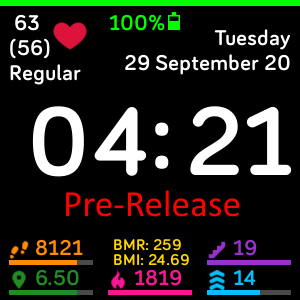 63
(56)
Regular
100%
Tuesday
29 September 20
04:21
Pre-Release
8121
BMR: 259
BMI: 24.69
19
6.50
1819
14